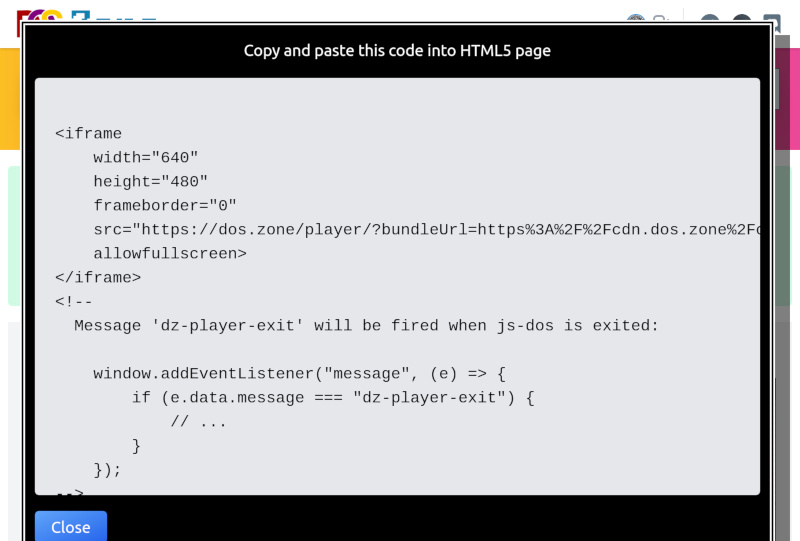 Copy and paste this code into HTML5 page
<iframe
    width="640"
    height="480"
    frameborder="0"
    src="https://dos.zone/player/?bundleUrl=https%3A%2F%2Fcdn.dos.zone%2Fc
    allowfullscreen>
</iframe>
<!--
  Message 'dz-player-exit' will be fired when js-dos is exited:
    window.addEventListener("message", (e) => {
        if (e.data.message === "dz-player-exit") {
            // ...
        }
    });
-->
Close